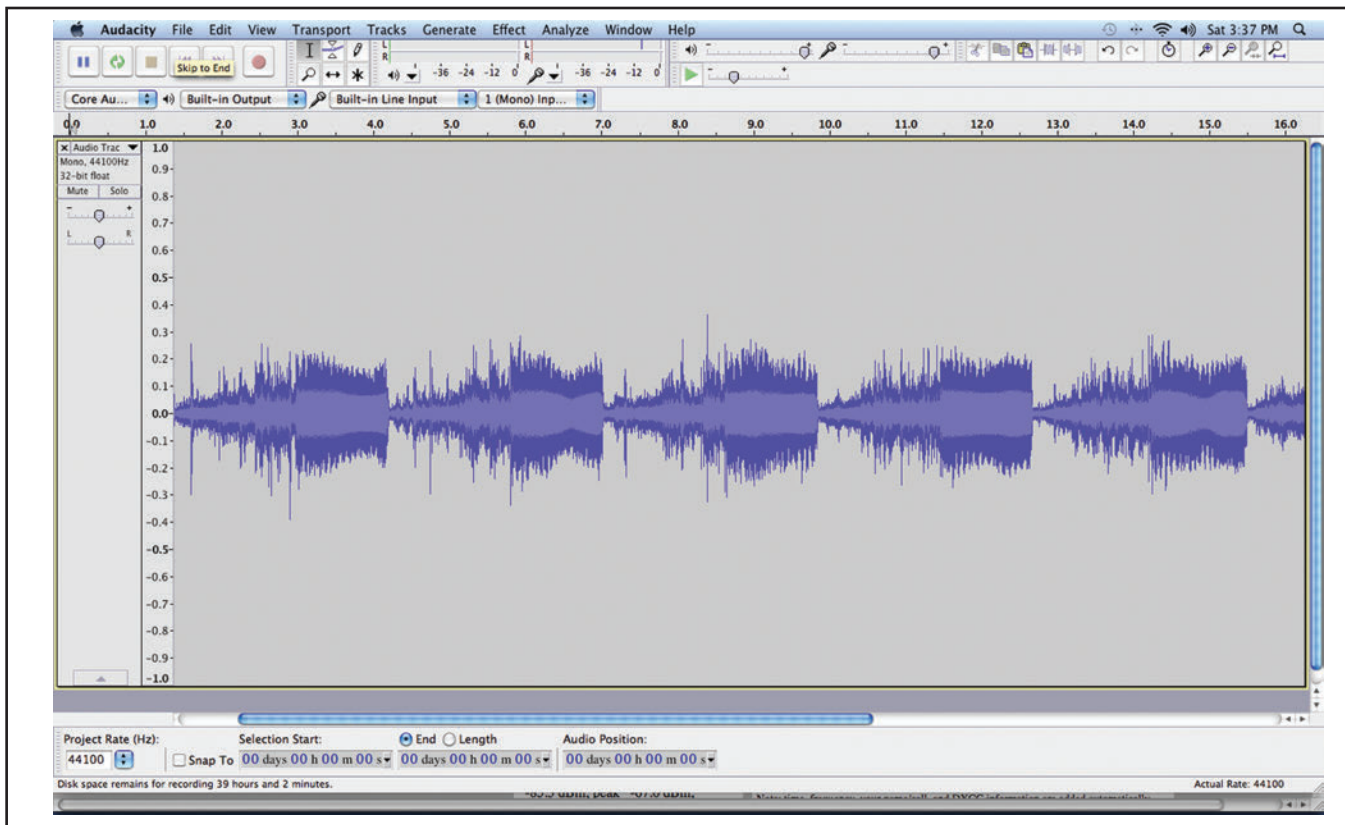 Audacity File Edit View Transport Tracks Generate Effect Analyze Window Help Sat 3:37 PM
Skip to End
L
R
-36 -24 -12 0
L
R
-36 -24 -12 0
Core Au... Built-in Output Built-in Line Input 1 (Mono) Inp...
0.0 1.0 2.0 3.0 4.0 5.0 6.0 7.0 8.0 9.0 10.0 11.0 12.0 13.0 14.0 15.0 16.0
Audio Trac
Mono, 44100Hz
32-bit float
Mute Solo
- +
L R
1.0
0.9-
0.8-
0.7-
0.6-
0.5-
0.4-
0.3-
0.2-
0.1-
0.0-
-0.1-
-0.2-
-0.3-
-0.4-
-0.5-
-0.6-
-0.7-
-0.8-
-0.9-
-1.0
Project Rate (Hz): Selection Start: End Length Audio Position:
44100 Snap To 00 days 00 h 00 m 00 s 00 days 00 h 00 m 00 s 00 days 00 h 00 m 00 s
Disk space remains for recording 39 hours and 2 minutes. Actual Rate: 44100